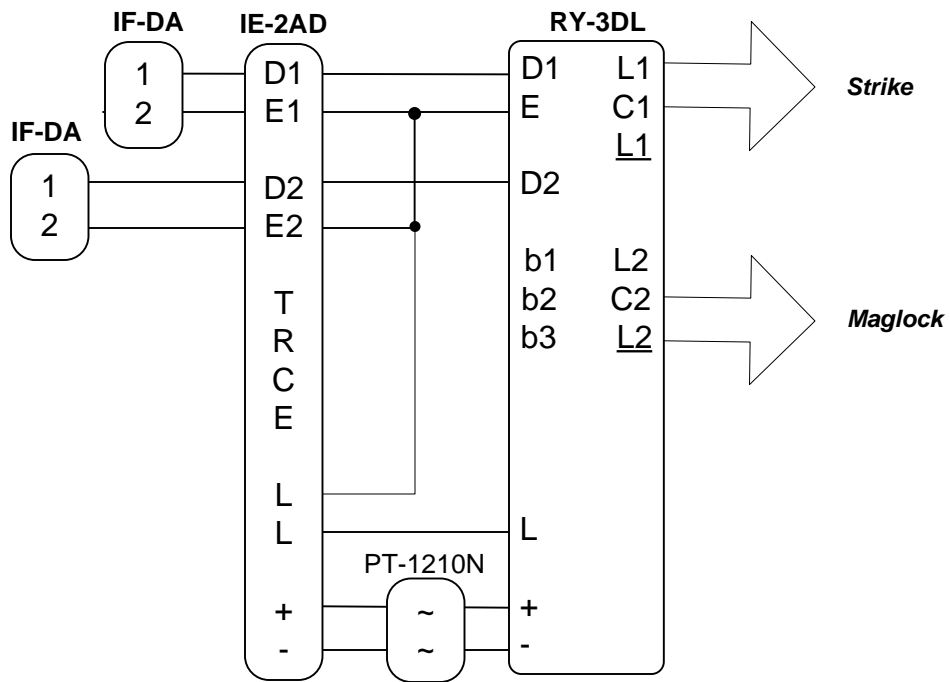 IF-DA IE-2AD RY-3DL
1 D1 D1 L1
Strike
2 E1 E C1
IF-DA
L1
1 D2 D2
2 E2
b1 L2
T b2 C2
Maglock
R b3 L2
C
E
L
L L
PT-1210N
+ ~ +
- ~ -